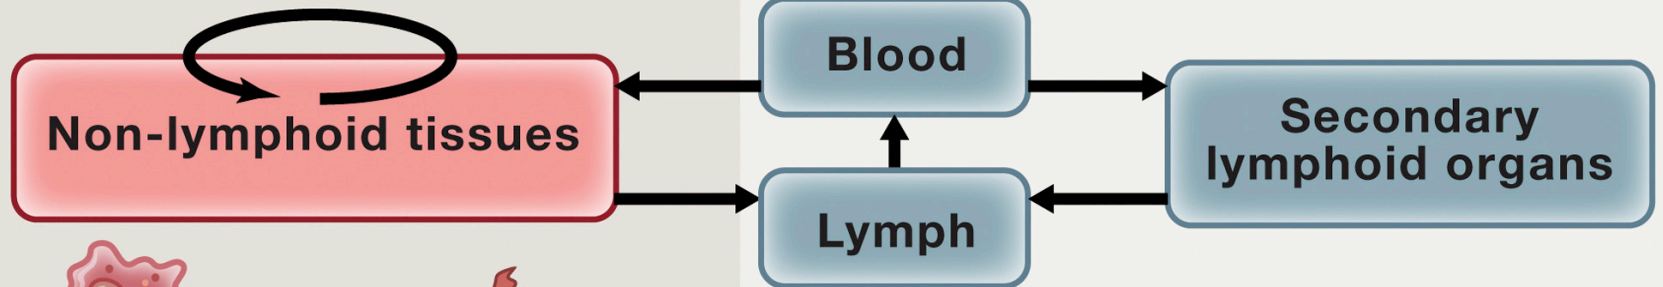 Non-lymphoid tissues
Blood
Lymph
Secondary
lymphoid organs